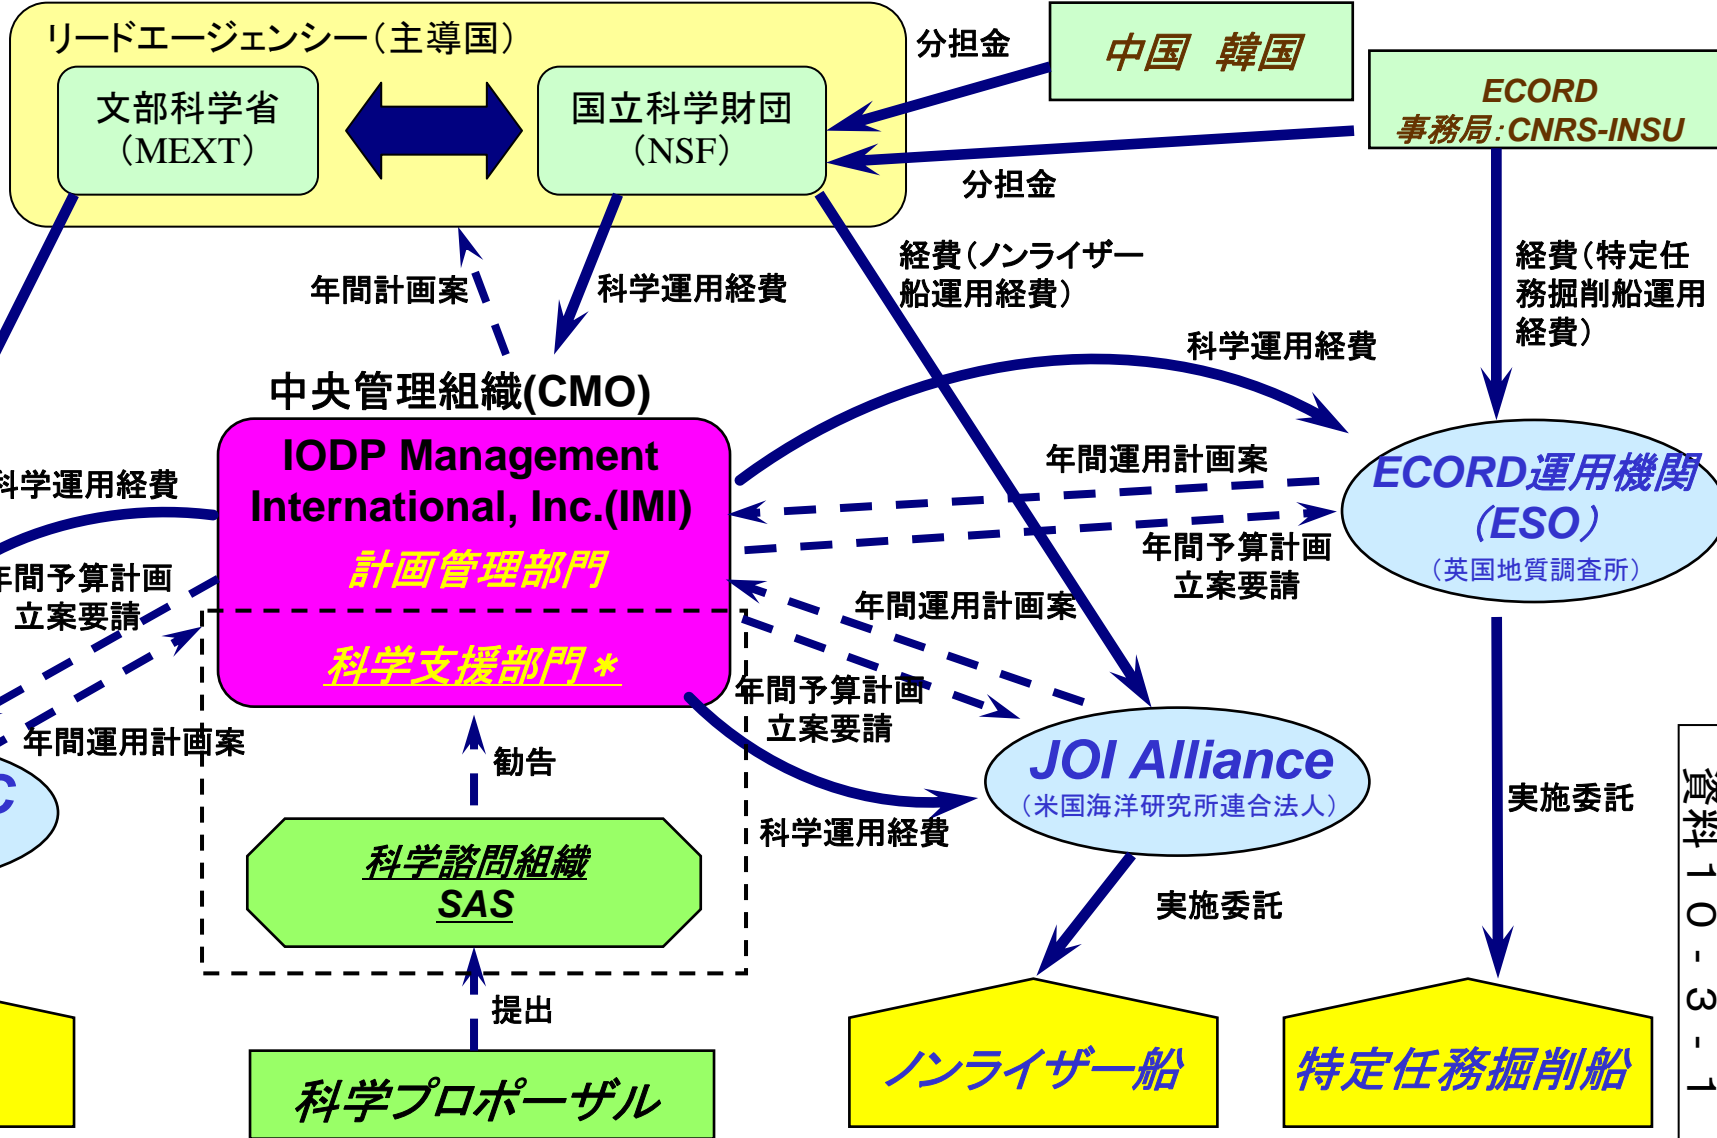 リードエージェンシー（主導国）
文部科学省
（MEXT）
国立科学財団
（NSF）
分担金
中国　韓国
ECORD
事務局：CNRS-INSU
分担金
年間計画案
科学運用経費
経費（ノンライザー
船運用経費）
経費（特定任
務掘削船運用
経費）
科学運用経費
中央管理組織(CMO)
IODP Management
International, Inc.(IMI)
計画管理部門
科学支援部門＊
科学運用経費
年間予算計画
立案要請
年間運用計画案
年間運用計画案
年間予算計画
立案要請
ECORD運用機関
（ESO）
（英国地質調査所）
年間運用計画案
年間予算計画
立案要請
勧告
科学運用経費
JOI Alliance
（米国海洋研究所連合法人）
C
科学諮問組織
SAS
実施委託
実施委託
提出
科学プロポーザル
ノンライザー船
特定任務掘削船
資料１０-３-１